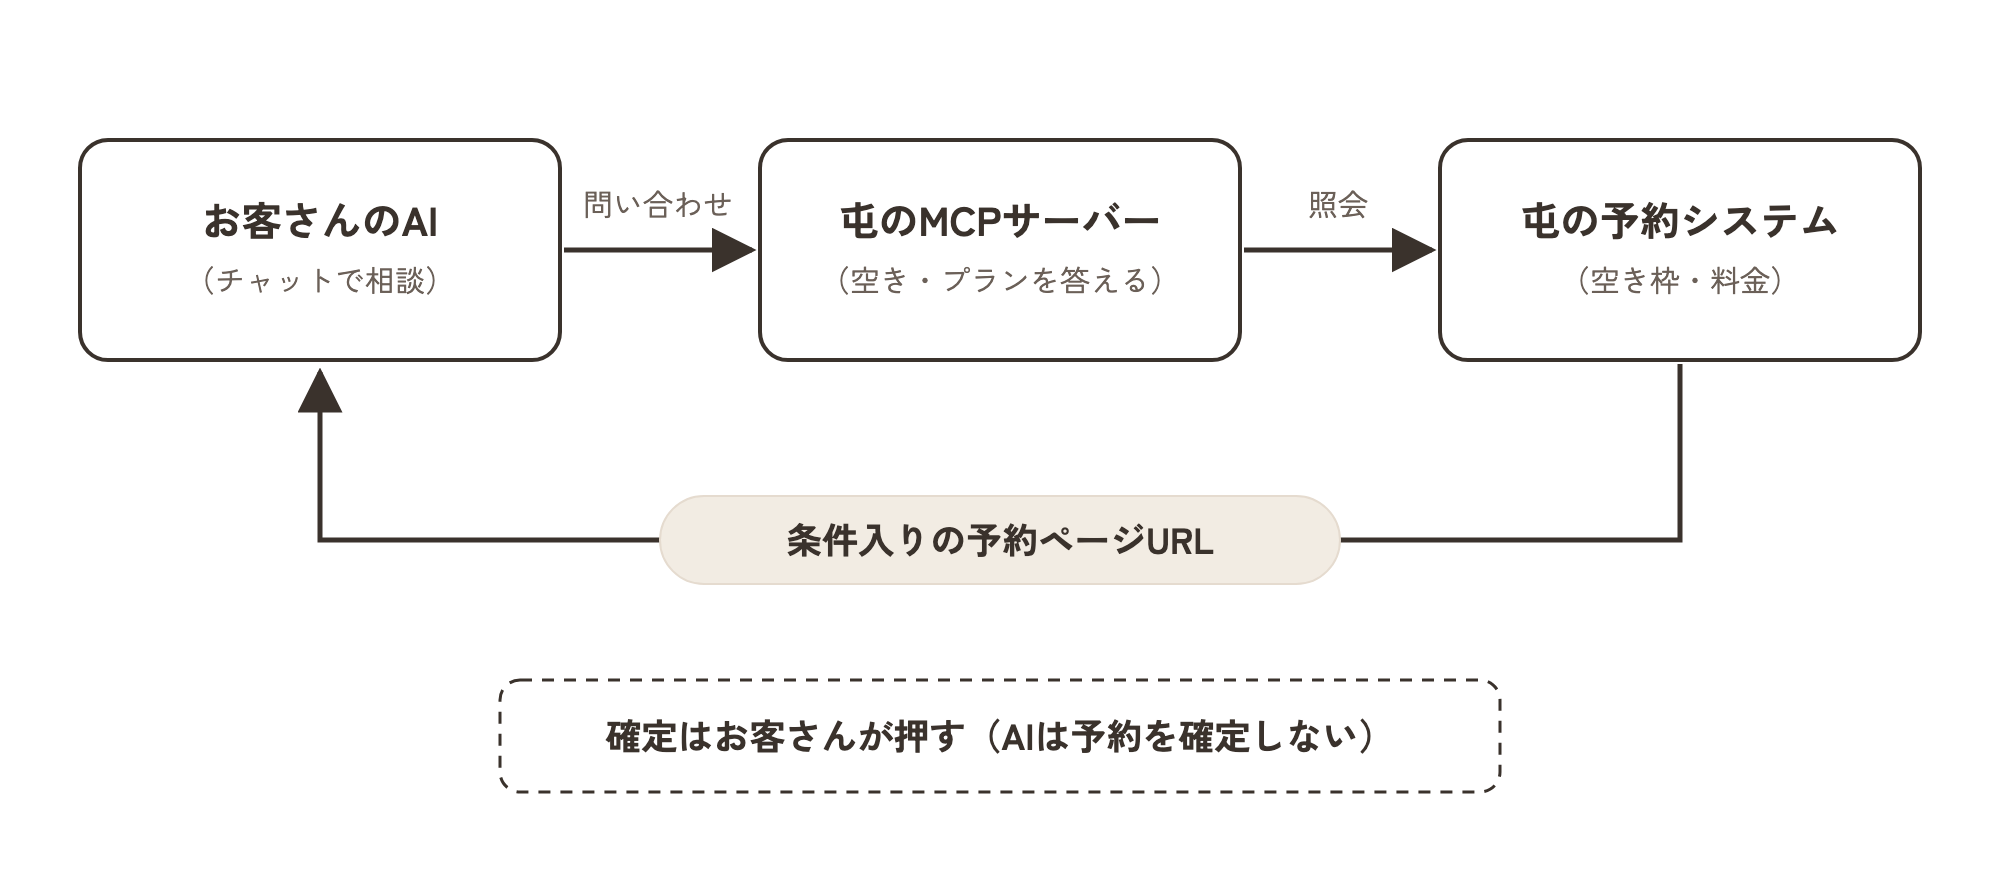 お客さんのAI
（チャットで相談）
問い合わせ
屯のMCPサーバー
（空き・プランを答える）
照会
屯の予約システム
（空き枠・料金）
条件入りの予約ページURL
確定はお客さんが押す（AIは予約を確定しない）